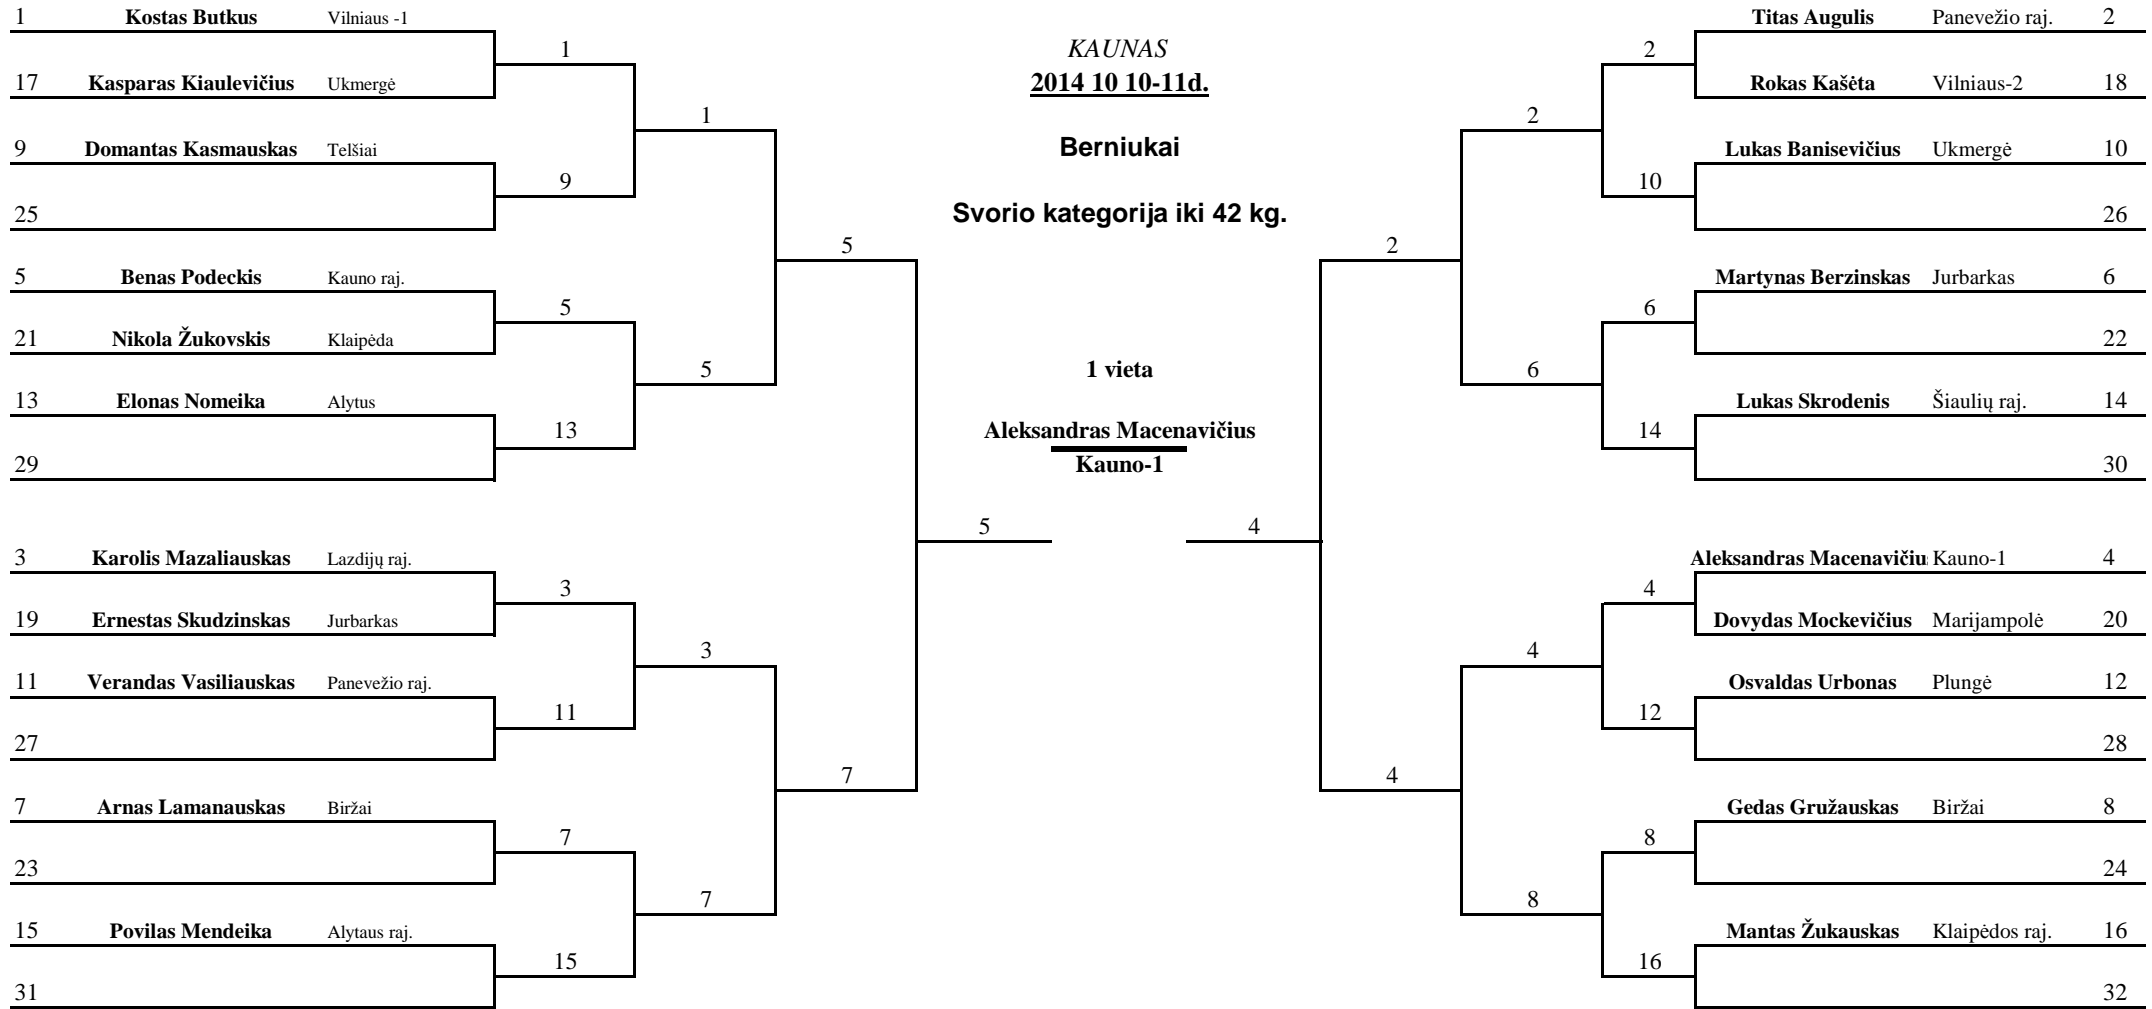 1 Kostas Butkus Vilniaus -1
1
17 Kasparas Kiaulevičius Ukmergė
1
9 Domantas Kasmauskas Telšiai
9
25
5
5 Benas Podeckis Kauno raj.
5
21 Nikola Žukovskis Klaipėda
5
13 Elonas Nomeika Alytus
13
29
5
3 Karolis Mazaliauskas Lazdijų raj.
3
19 Ernestas Skudzinskas Jurbarkas
3
11 Verandas Vasiliauskas Panevežio raj.
11
27
7
7 Arnas Lamanauskas Biržai
7
23
7
15 Povilas Mendeika Alytaus raj.
15
31
KAUNAS
2014 10 10-11d.
Berniukai
Svorio kategorija iki 42 kg.
1 vieta
Aleksandras Macenavičius
Kauno-1
Titas Augulis Panevežio raj. 2
2
Rokas Kašėta Vilniaus-2 18
2
Lukas Banisevičius Ukmergė 10
10
26
2
Martynas Berzinskas Jurbarkas 6
6
22
6
Lukas Skrodenis Šiaulių raj. 14
14
30
4
Aleksandras Macenavičiu Kauno-1 4
4
Dovydas Mockevičius Marijampolė 20
4
Osvaldas Urbonas Plungė 12
12
28
4
Gedas Gružauskas Biržai 8
8
24
8
Mantas Žukauskas Klaipėdos raj. 16
16
32